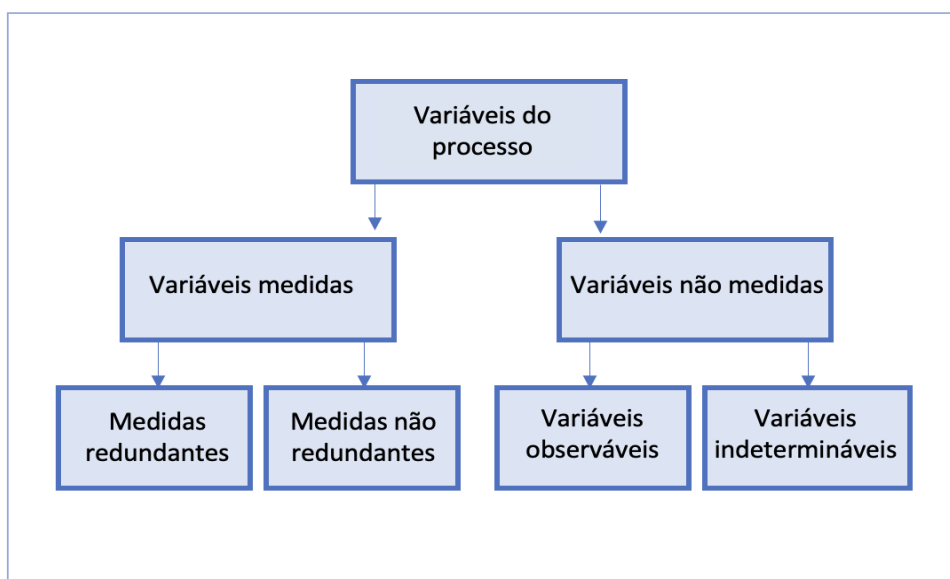 Variáveis do
processo
Variáveis medidas
Variáveis não medidas
Medidas
redundantes
Medidas não
redundantes
Variáveis
observáveis
Variáveis
indetermináveis